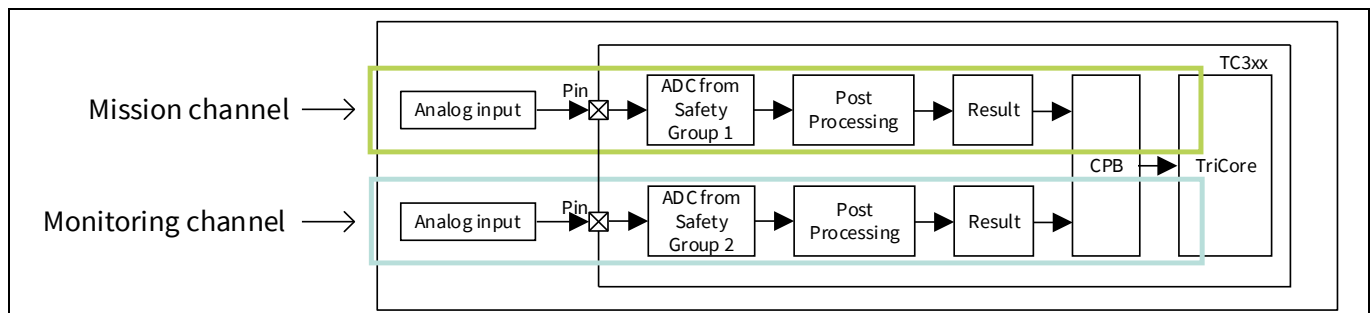 TC3xx
Mission channel
Analog input
Pin
ADC from
Safety
Group 1
Post
Processing
Result
CPB
TriCore
Monitoring channel
Analog input
Pin
ADC from
Safety
Group 2
Post
Processing
Result